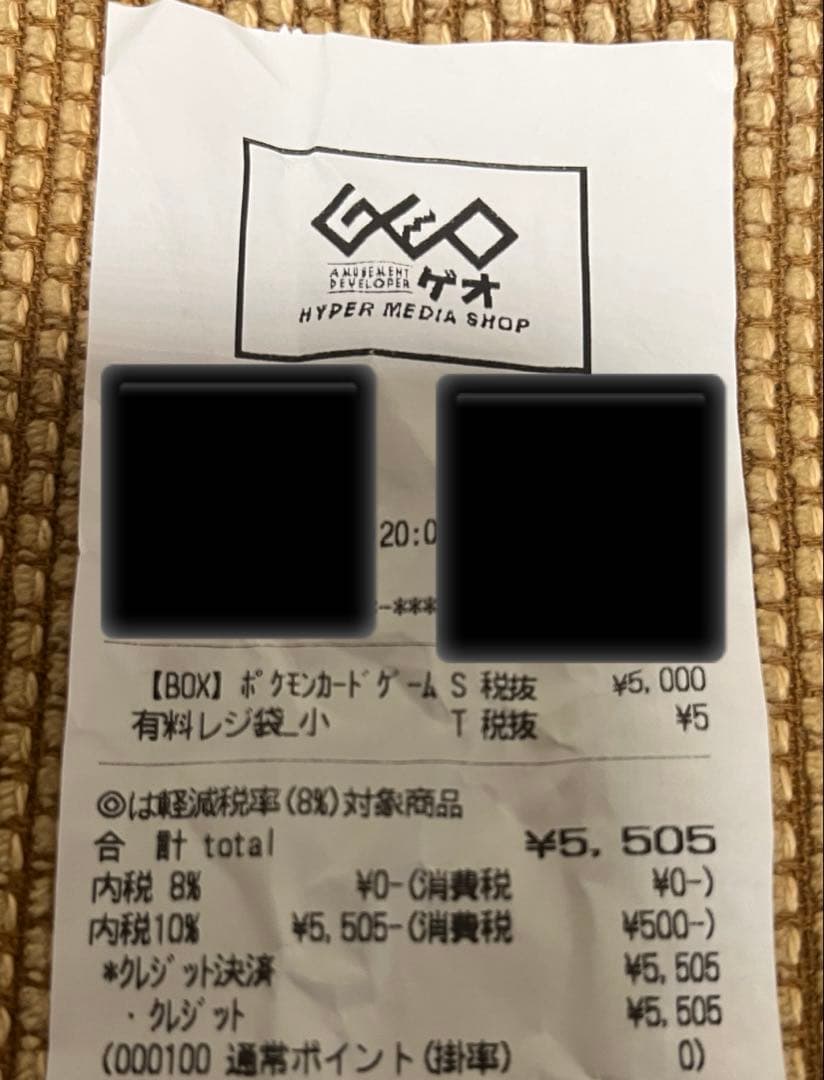 GEO
AMUSEMENT
DEVELOPER ゲオ
HYPER MEDIA SHOP
20:0
-***
【BOX】ポケモンカードゲーム S 税抜 ¥5,000
有料レジ袋_小 T 税抜 ¥5
◎は軽減税率(8%)対象商品
合 計 total ¥5,505
内税 8% ¥0-(消費税 ¥0-)
内税10% ¥5,505-(消費税 ¥500-)
*クレジット決済 ¥5,505
・クレジット ¥5,505
(000100 通常ポイント(掛率) 0)